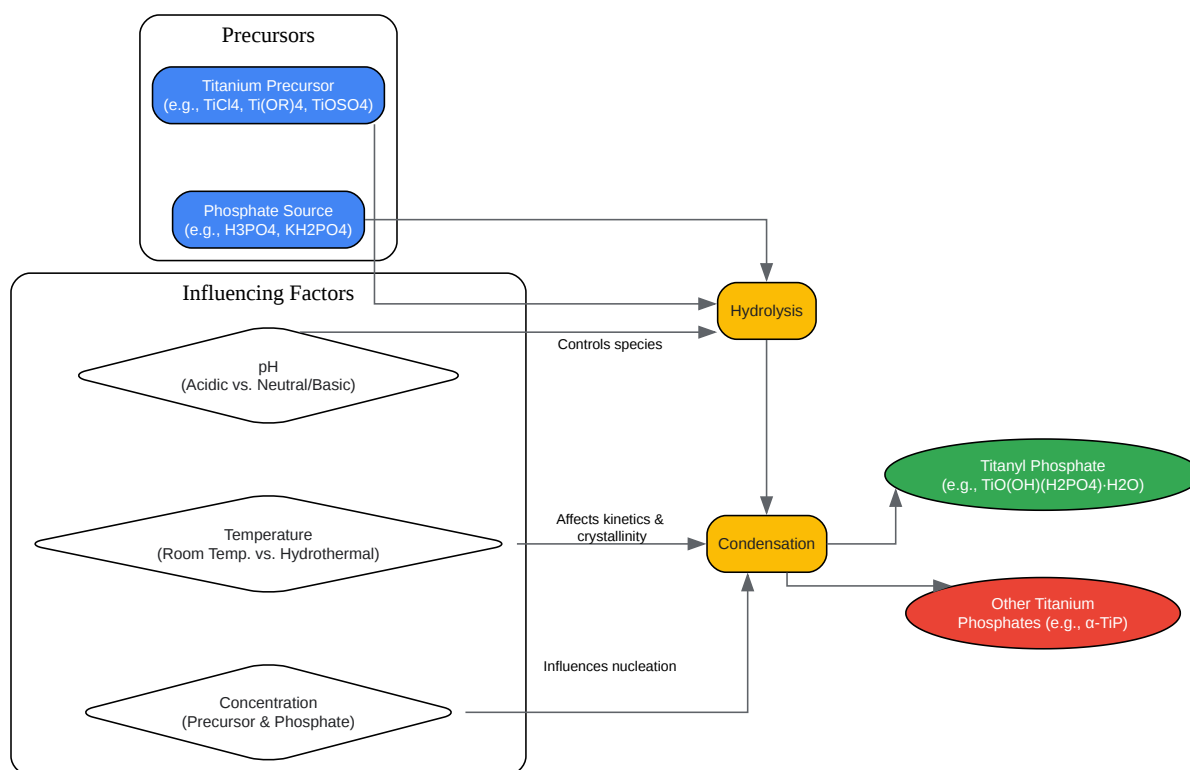 Precursors
Titanium Precursor
(e.g., TiCl4, Ti(OR)4, TiOSO4)
Phosphate Source
(e.g., H3PO4, KH2PO4)
Influencing Factors
Hydrolysis
Controls species
pH
(Acidic vs. Neutral/Basic)
Titanyl Phosphate
(e.g., TiO(OH)(H2PO4)·H2O)
Temperature
(Room Temp. vs. Hydrothermal)
Affects kinetics &
crystallinity
Condensation
Other Titanium
Phosphates (e.g., α-TiP)
Influences nucleation
Concentration
(Precursor & Phosphate)